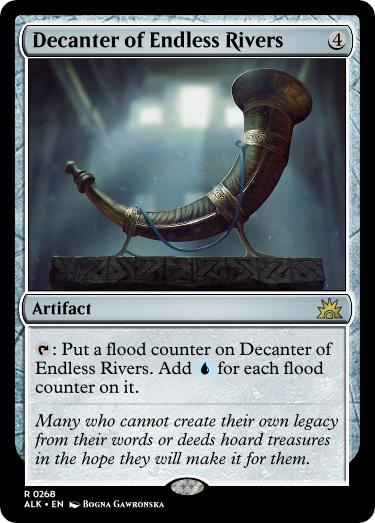 Decanter of Endless Rivers 4
Artifact
: Put a flood counter on Decanter of
Endless Rivers. Add for each flood
counter on it.
Many who cannot create their own legacy
from their words or deeds hoard treasures
in the hope they will make it for them.
R 0268
ALK • EN Bogna Gawronska